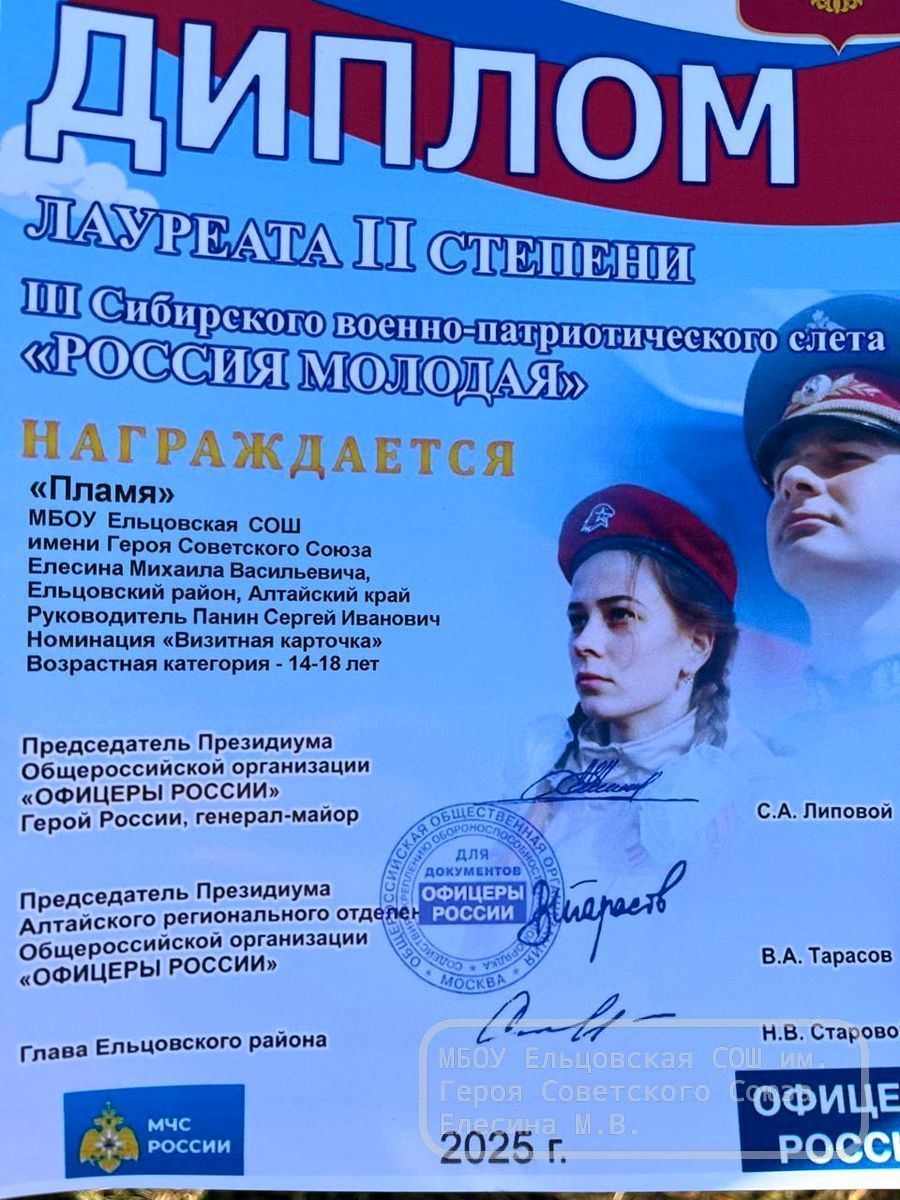 ДИПЛОМ
ЛАУРЕАТА II СТЕПЕНИ
III Сибирского военно-патриотического слёта
«РОССИЯ МОЛОДАЯ»
НАГРАЖДАЕТСЯ
«Пламя»
МБОУ Ельцовская СОШ
имени Героя Советского Союза
Елесина Михаила Васильевича,
Ельцовский район, Алтайский край
Руководитель Панин Сергей Иванович
Номинация «Визитная карточка»
Возрастная категория - 14-18 лет
Председатель Президиума
Общероссийской организации
«ОФИЦЕРЫ РОССИИ»
Герой России, генерал-майор
С.А. Липовой
ОБЩЕРОССИЙСКАЯ ОБЩЕСТВЕННАЯ
ДЛЯ
ДОКУМЕНТОВ
ОФИЦЕРЫ
РОССИИ
МОСКВА
Председатель Президиума
Алтайского регионального отделен
Общероссийской организации
«ОФИЦЕРЫ РОССИИ»
В.А. Тарасов
Глава Ельцовского района
Н.В. Старово
МБОУ Ельцовская СОШ им.
Героя Советского Союза
Елесина М.В.
МЧС
РОССИИ
2025 г.
ОФИЦЕ
РОССИ